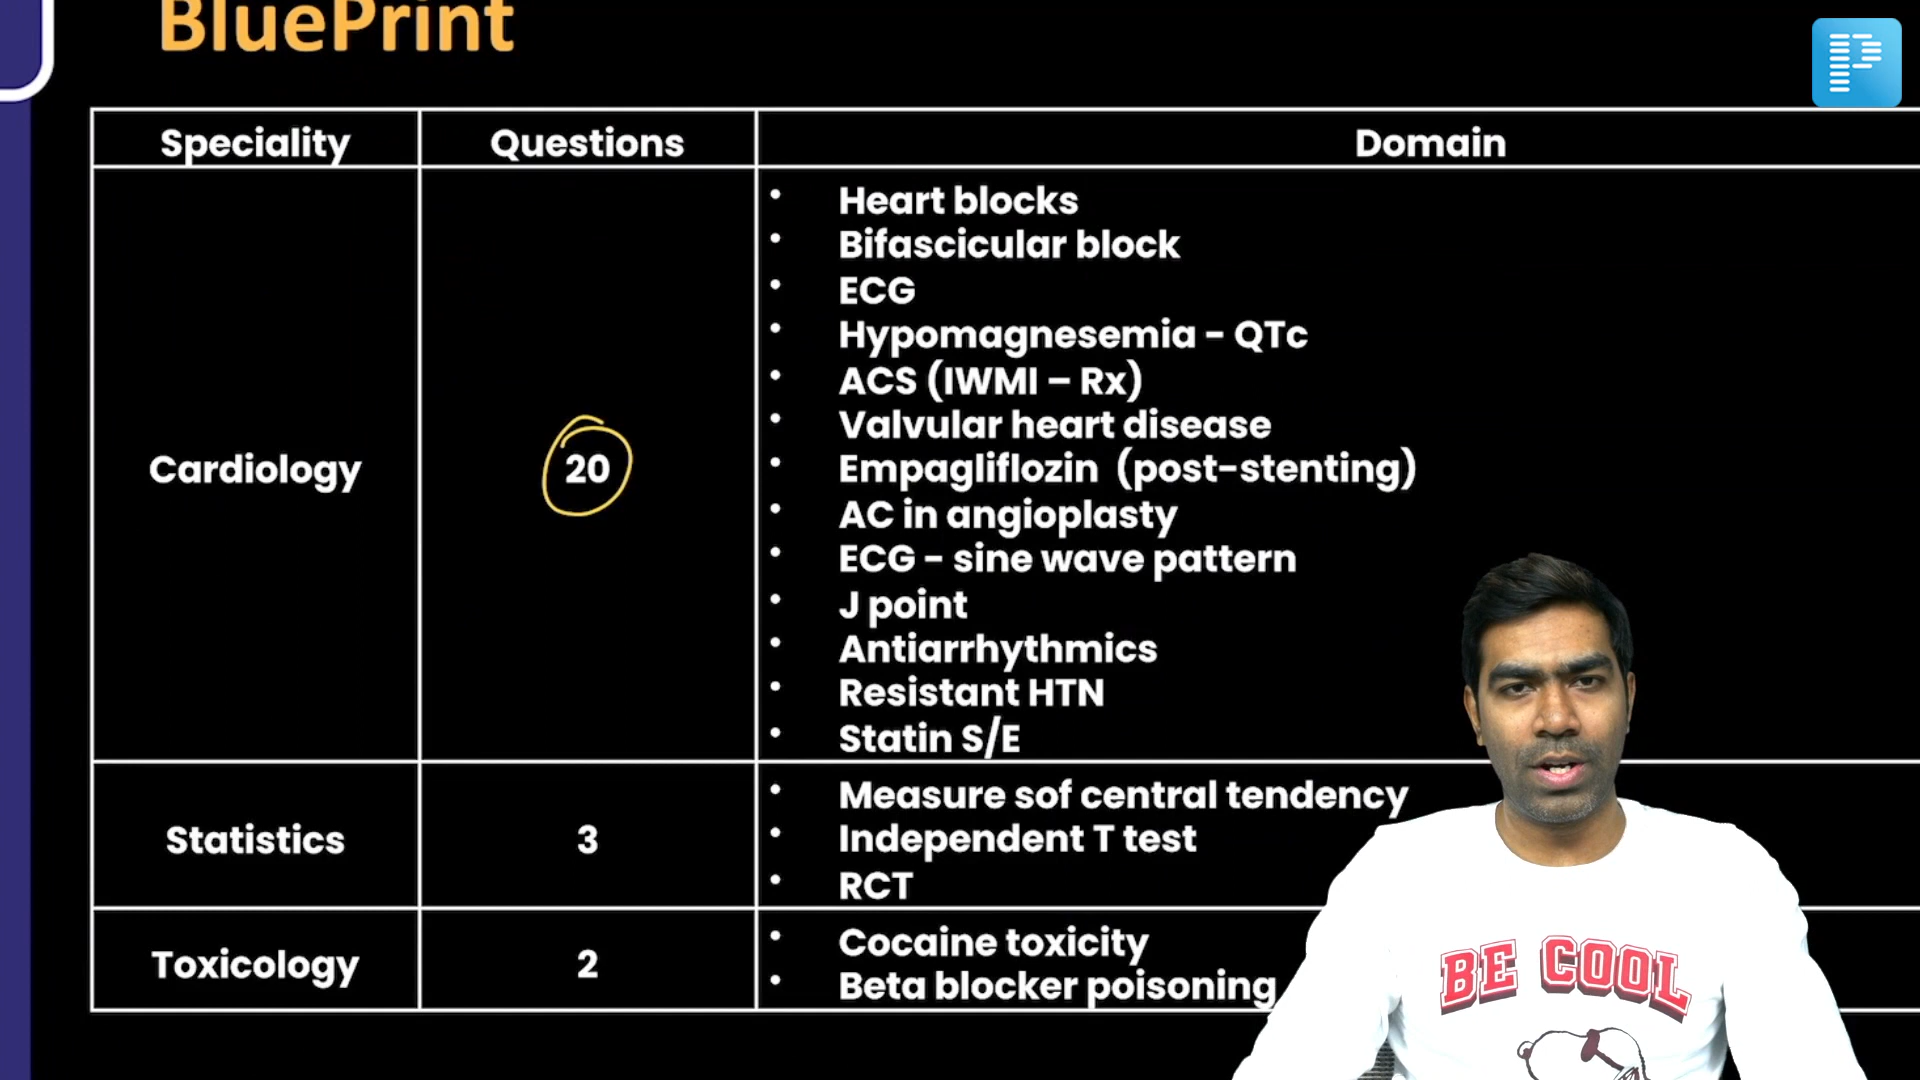 BluePrint
Speciality
Questions
Domain
Cardiology
20
• Heart blocks
• Bifascicular block
• ECG
• Hypomagnesemia - QTc
• ACS (IWMI – Rx)
• Valvular heart disease
• Empagliflozin (post-stenting)
• AC in angioplasty
• ECG - sine wave pattern
• J point
• Antiarrhythmics
• Resistant HTN
• Statin S/E
Statistics
3
• Measure sof central tendency
• Independent T test
• RCT
Toxicology
2
• Cocaine toxicity
• Beta blocker poisoning
BE COOL